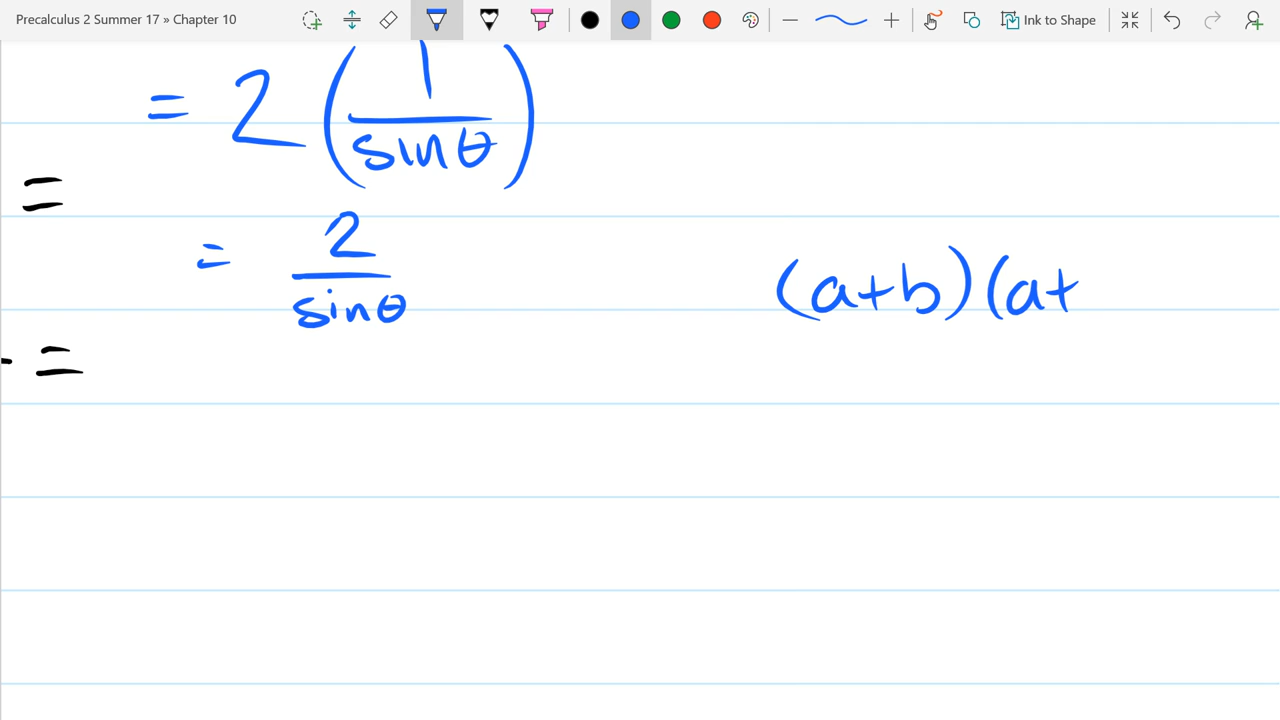 Precalculus 2 Summer 17 » Chapter 10
Ink to Shape
= 2 (1/sinθ)
=
= 2/sinθ
(a+b)(a+
- =